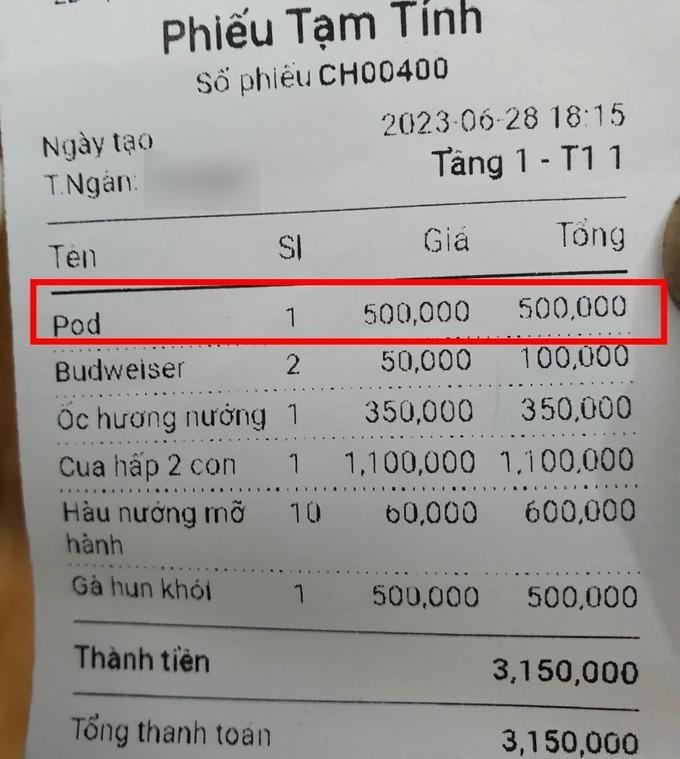 Phiếu Tạm Tính
Số phiếu CH00400
Ngày tạo 2023-06-28 18:15
T.Ngân: Tầng 1 - T1 1
Tên Sl Giá Tổng
Pod 1 500,000 500,000
Budweiser 2 50,000 100,000
Ốc hương nướng 1 350,000 350,000
Cua hấp 2 con 1 1,100,000 1,100,000
Hàu nướng mỡ 10 60,000 600,000
hành
Gà hun khói 1 500,000 500,000
Thành tiền 3,150,000
Tổng thanh toán 3,150,000